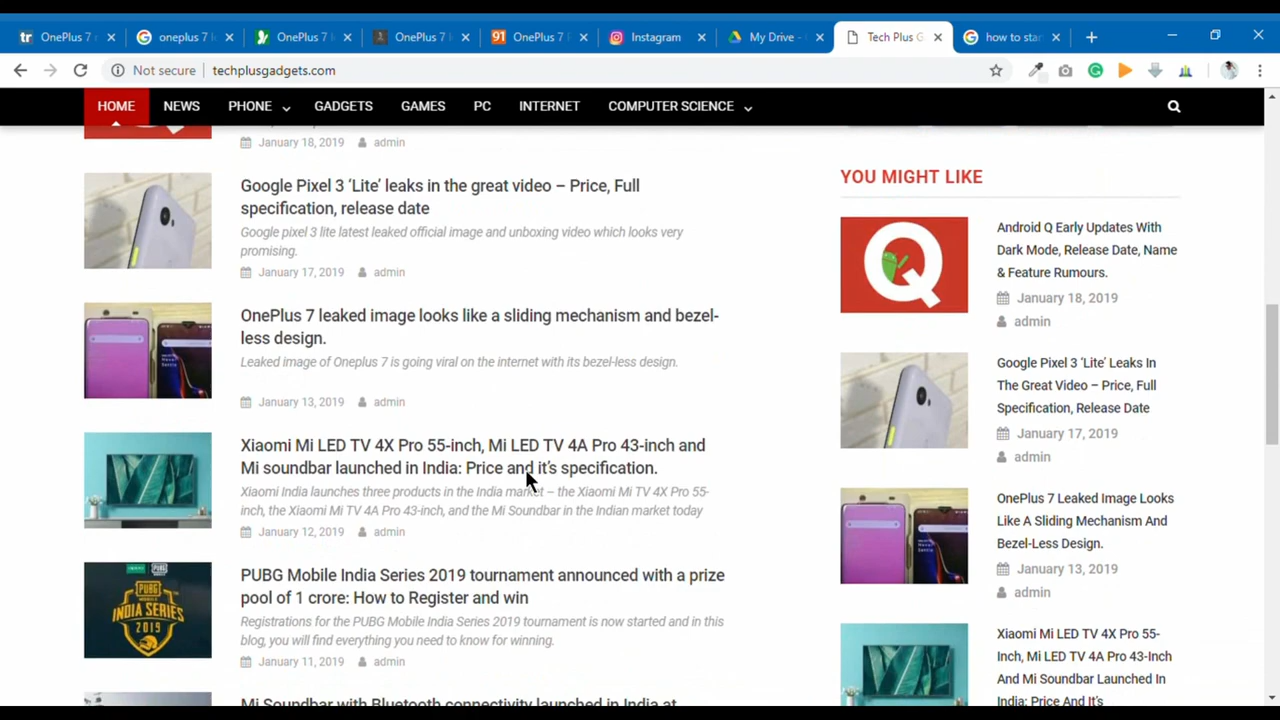 OnePlus 7 r
oneplus 7 l
OnePlus 7 l
OnePlus 7 l
91
OnePlus 7
Instagram
My Drive -
Tech Plus G
how to star
Not secure
techplusgadgets.com
HOME
NEWS
PHONE
GADGETS
GAMES
PC
INTERNET
COMPUTER SCIENCE
January 18, 2019 admin
Google Pixel 3 ‘Lite’ leaks in the great video – Price, Full
specification, release date
Google pixel 3 lite latest leaked official image and unboxing video which looks very
promising.
January 17, 2019 admin
OnePlus 7 leaked image looks like a sliding mechanism and bezel-
less design.
Leaked image of Oneplus 7 is going viral on the internet with its bezel-less design.
January 13, 2019 admin
Xiaomi Mi LED TV 4X Pro 55-inch, Mi LED TV 4A Pro 43-inch and
Mi soundbar launched in India: Price and it’s specification.
Xiaomi India launches three products in the India market – the Xiaomi Mi TV 4X Pro 55-
inch, the Xiaomi Mi TV 4A Pro 43-inch, and the Mi Soundbar in the Indian market today
January 12, 2019 admin
PUBG
INDIA SERIES
2019
PUBG Mobile India Series 2019 tournament announced with a prize
pool of 1 crore: How to Register and win
Registrations for the PUBG Mobile India Series 2019 tournament is now started and in this
blog, you will find everything you need to know for winning.
January 11, 2019 admin
Mi Soundbar with Bluetooth connectivity launched in India at
YOU MIGHT LIKE
Android Q Early Updates With
Dark Mode, Release Date, Name
& Feature Rumours.
January 18, 2019
admin
Google Pixel 3 ‘Lite’ Leaks In
The Great Video – Price, Full
Specification, Release Date
January 17, 2019
admin
OnePlus 7 Leaked Image Looks
Like A Sliding Mechanism And
Bezel-Less Design.
January 13, 2019
admin
Xiaomi Mi LED TV 4X Pro 55-
Inch, Mi LED TV 4A Pro 43-Inch
And Mi Soundbar Launched In
India: Price And It’s